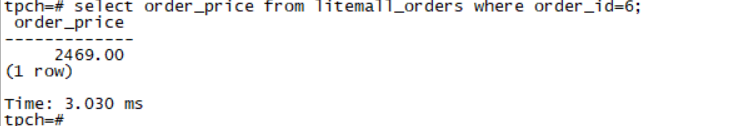 tpch=# select order_price from litemall_orders where order_id=6;
 order_price
-------------
     2469.00
(1 row)

Time: 3.030 ms
tpch=#